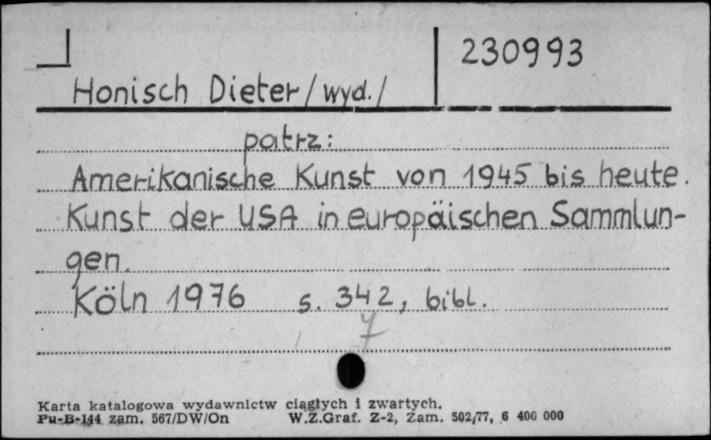 230993
Honisch Dieter /wyd./
patrz:
Amerikanische Kunst von 1945 bis heute.
Kunst der USA in europäischen Sammlun-
gen.
Köln 1976 s. 342, bibl.
7
Karta katalogowa wydawnictw ciągłych i zwartych.
Pu-B-144 zam. 567/DW/On W.Z.Graf. Z-2, Zam. 502/77, 6 400 000